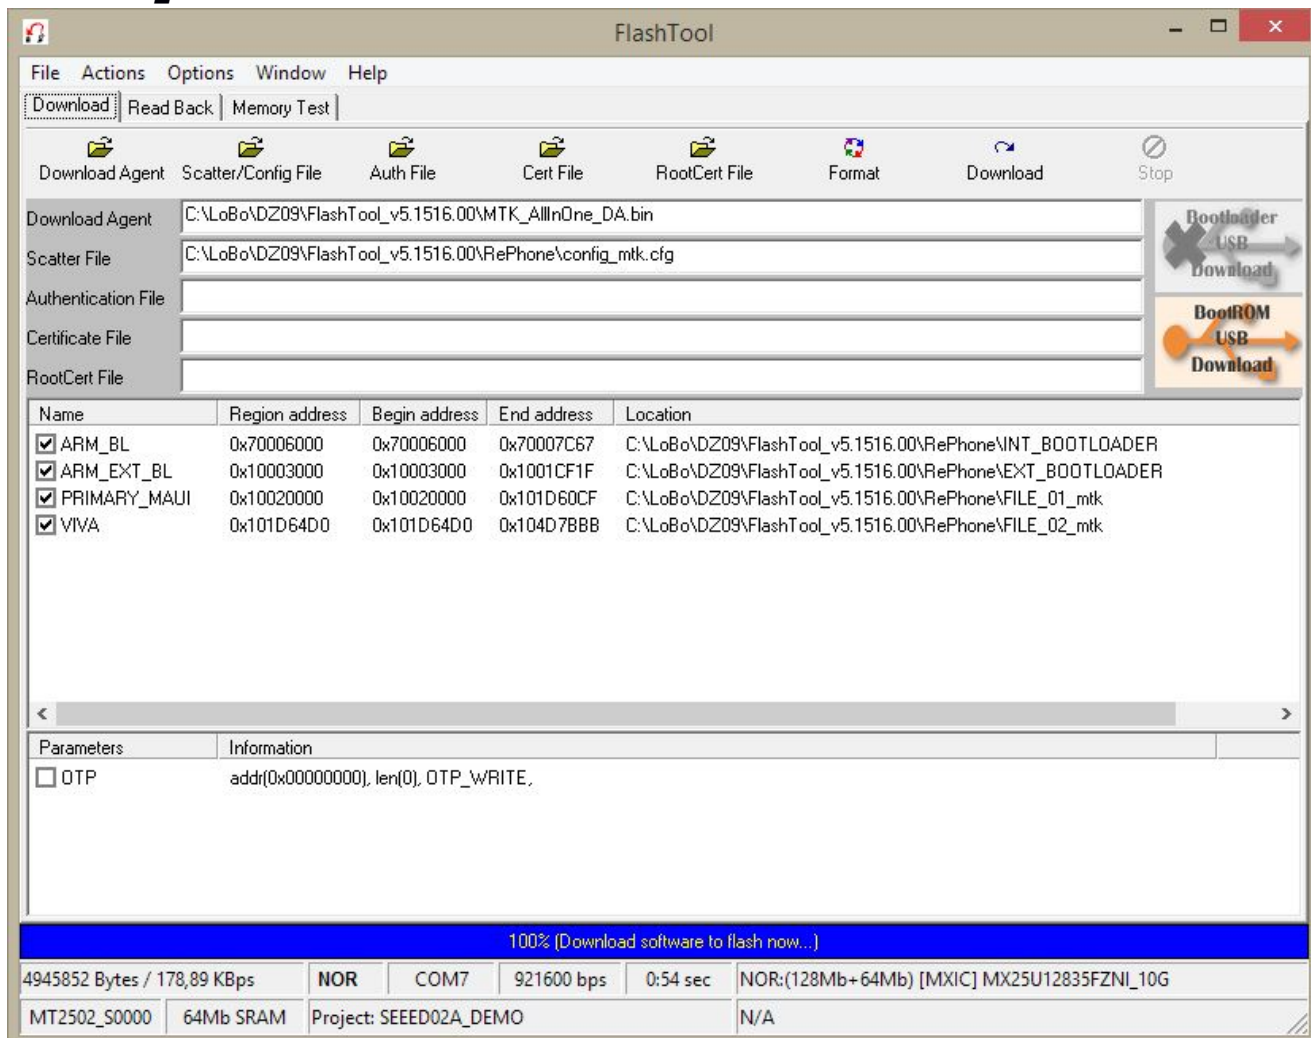 FlashTool
File Actions Options Window Help
Download Read Back Memory Test
Download Agent Scatter/Config File Auth File Cert File RootCert File Format Download Stop
Download Agent C:\LoBo\DZ09\FlashTool_v5.1516.00\MTK_AllInOne_DA.bin
Scatter File C:\LoBo\DZ09\FlashTool_v5.1516.00\RePhone\config_mtk.cfg
Authentication File
Certificate File
RootCert File
Bootloader
USB
Download
BootROM
USB
Download
Name Region address Begin address End address Location
ARM_BL 0x70006000 0x70006000 0x70007C67 C:\LoBo\DZ09\FlashTool_v5.1516.00\RePhone\INT_BOOTLOADER
ARM_EXT_BL 0x10003000 0x10003000 0x1001CF1F C:\LoBo\DZ09\FlashTool_v5.1516.00\RePhone\EXT_BOOTLOADER
PRIMARY_MAUI 0x10020000 0x10020000 0x101D60CF C:\LoBo\DZ09\FlashTool_v5.1516.00\RePhone\FILE_01_mtk
VIVA 0x101D64D0 0x101D64D0 0x104D7BBB C:\LoBo\DZ09\FlashTool_v5.1516.00\RePhone\FILE_02_mtk
Parameters Information
OTP addr(0x00000000), len(0), OTP_WRITE,
100% (Download software to flash now...)
4945852 Bytes / 178,89 KBps NOR COM7 921600 bps 0:54 sec NOR:(128Mb+64Mb) [MXIC] MX25U12835FZNI_10G
MT2502_S0000 64Mb SRAM Project: SEEED02A_DEMO N/A